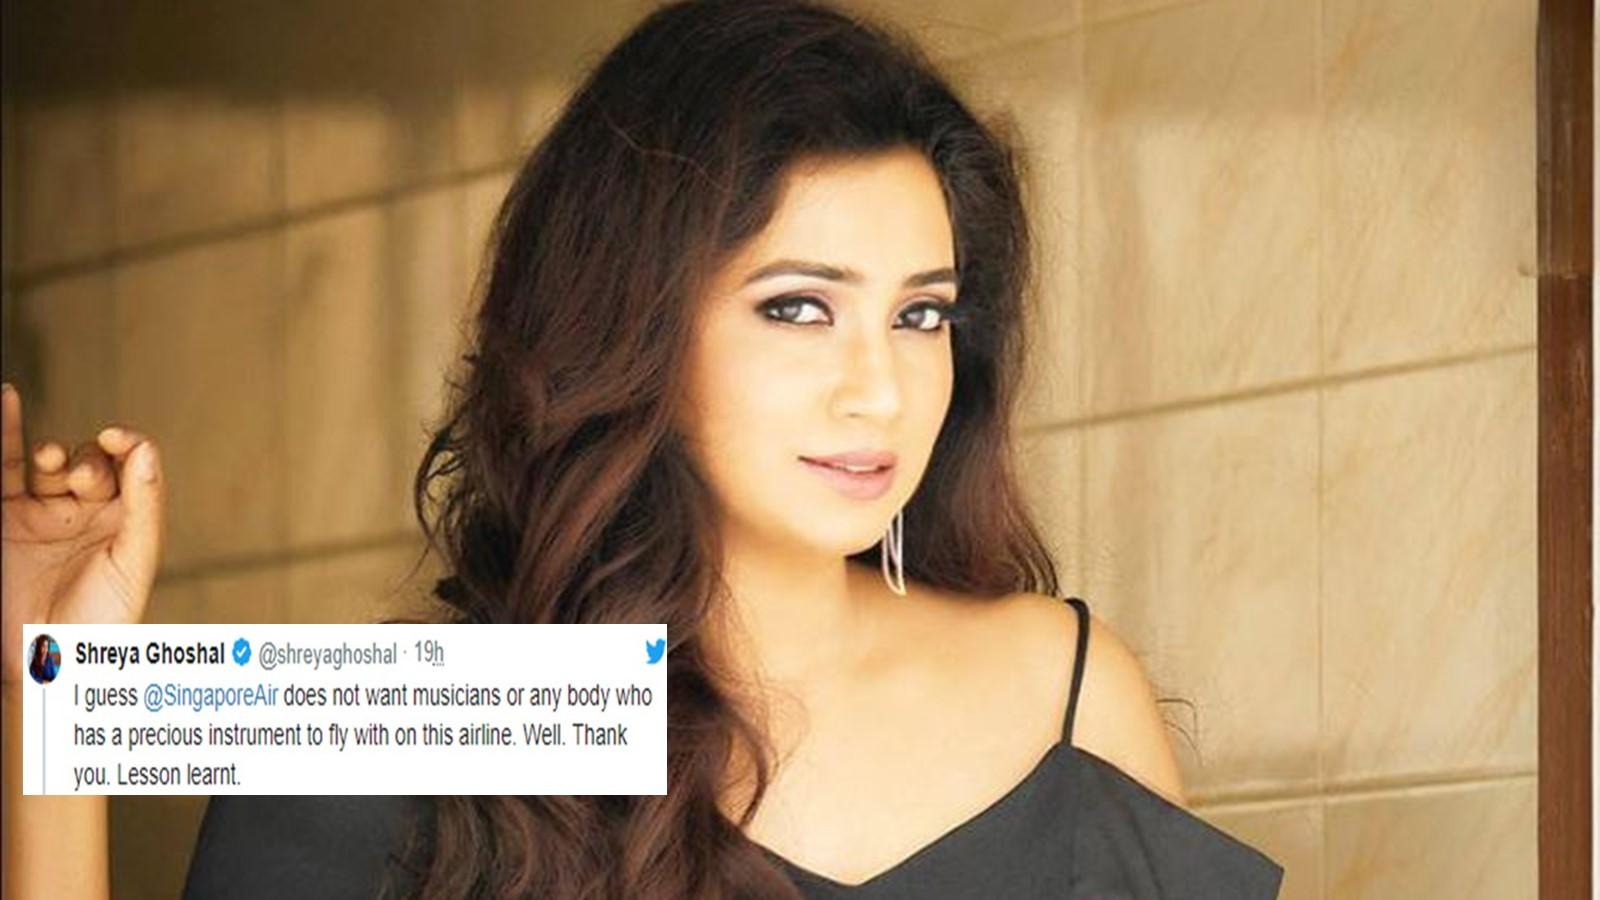 Shreya Ghoshal @shreyaghoshal · 19h
I guess @SingaporeAir does not want musicians or any body who
has a precious instrument to fly with on this airline. Well. Thank
you. Lesson learnt.